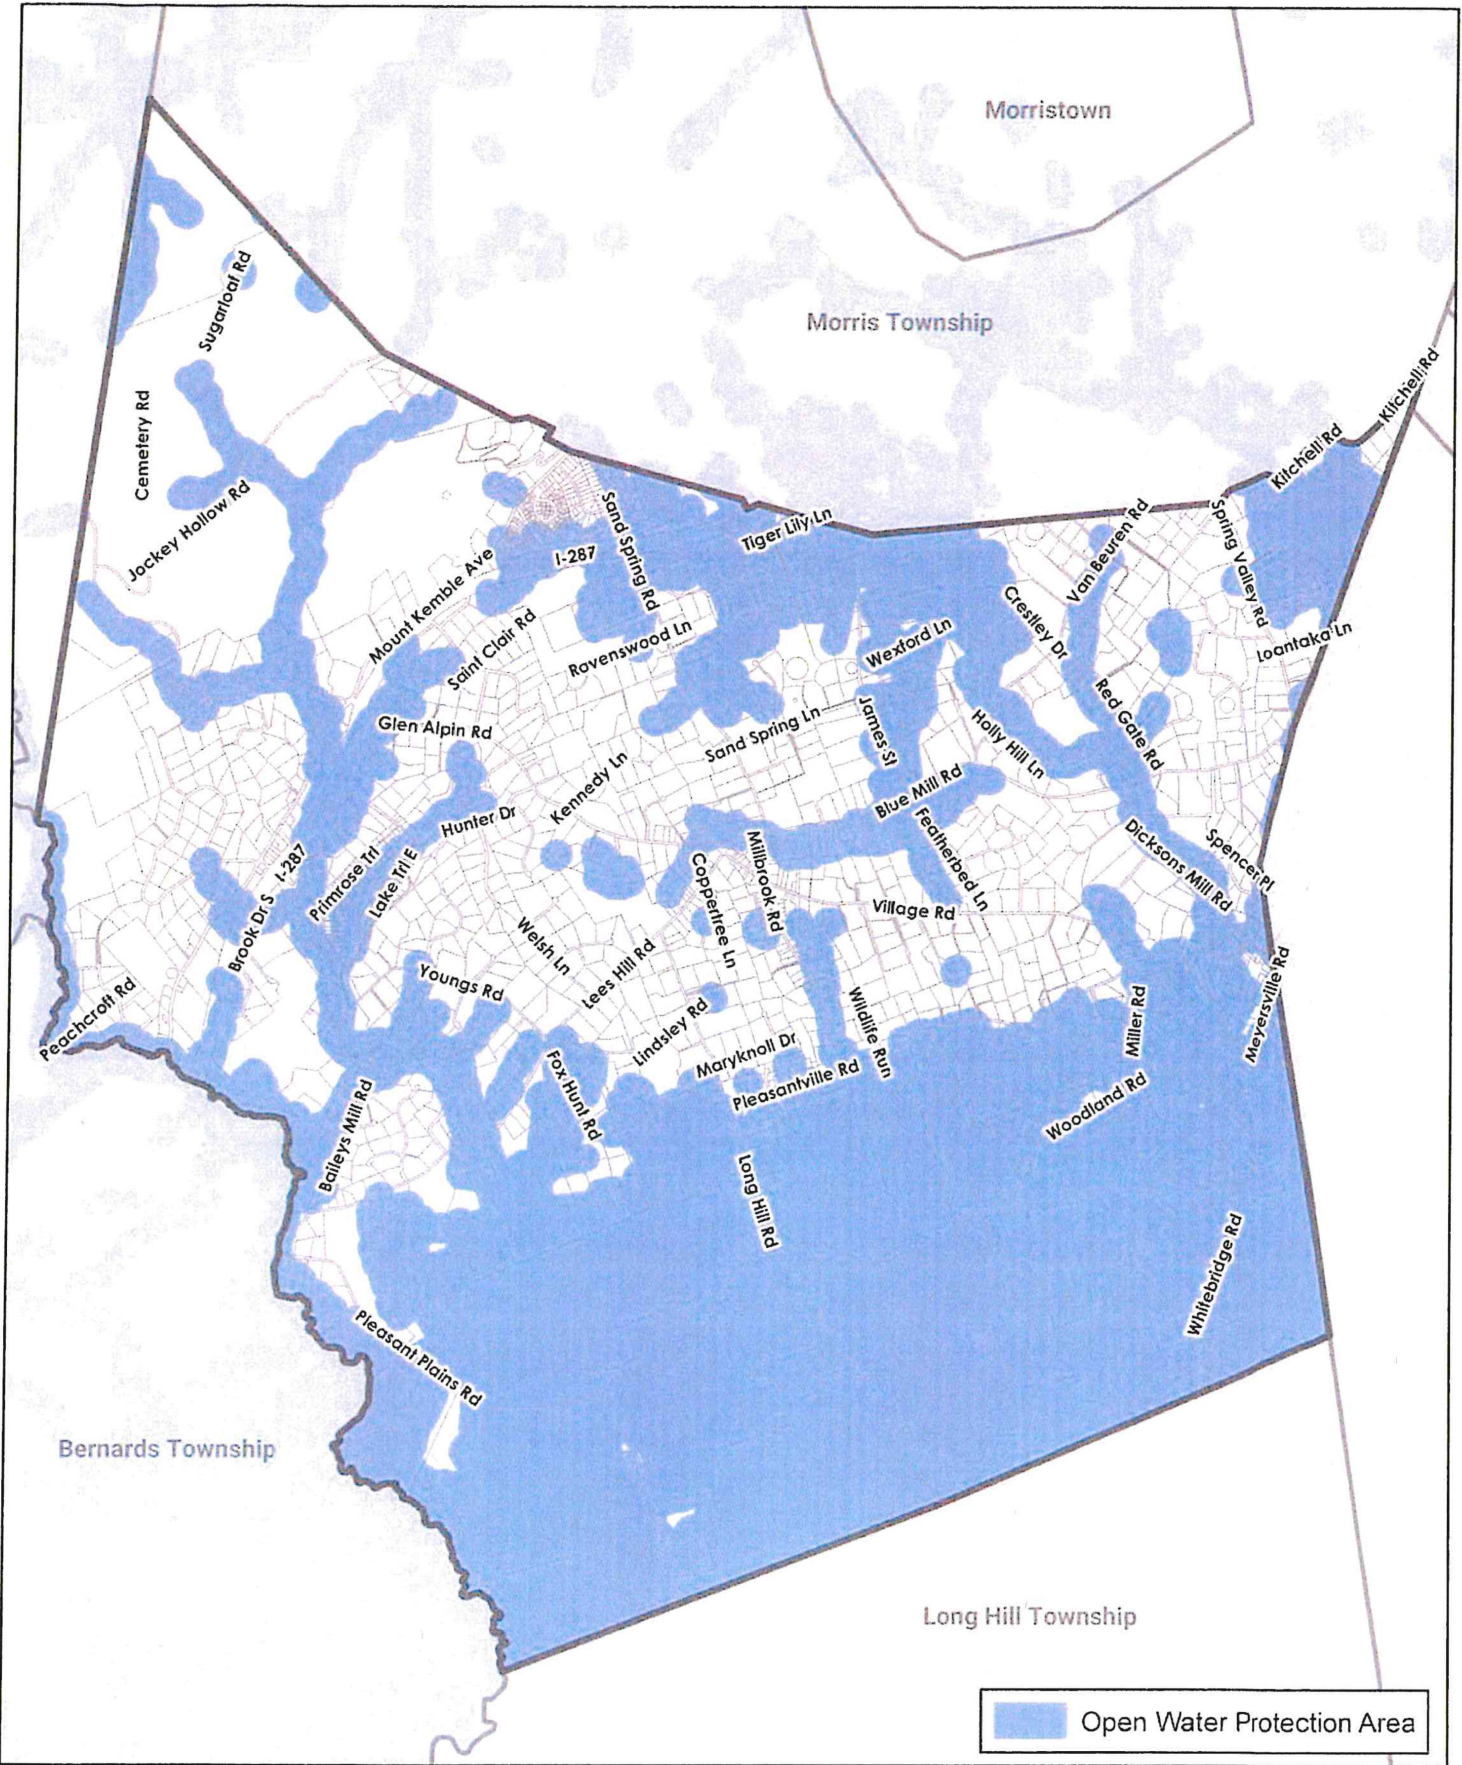 Morristown
Morris Township
Kitchell Rd
Kitchell Rd
Sugarloaf Rd
Cemetery Rd
Jockey Hollow Rd
Sand Spring Rd
Tiger Lily Ln
I-287
Van Beuren Rd
Spring Valley Rd
Mount Kemble Ave
Saint Clair Rd
Ravenswood Ln
Wexford Ln
Crestley Dr
Loantaka Ln
Glen Alpin Rd
Sand Spring Ln
James St
Holly Hill Ln
Red Gate Rd
Kennedy Ln
Hunter Dr
Blue Mill Rd
Featherbed Ln
Dicksons Mill Rd
Spencer Pl
I-287
Primrose Trl
Lake Trl E
Brook Dr S
Millbrook Rd
Coppertree Ln
Village Rd
Welsh Ln
Lees Hill Rd
Youngs Rd
Peachcroft Rd
Lindsley Rd
Maryknoll Dr
Pleasantville Rd
Wildlife Run
Miller Rd
Meyersville Rd
Woodland Rd
Fox Hunt Rd
Baileys Mill Rd
Long Hill Rd
Whitebridge Rd
Pleasant Plains Rd
Bernards Township
Long Hill Township
Open Water Protection Area